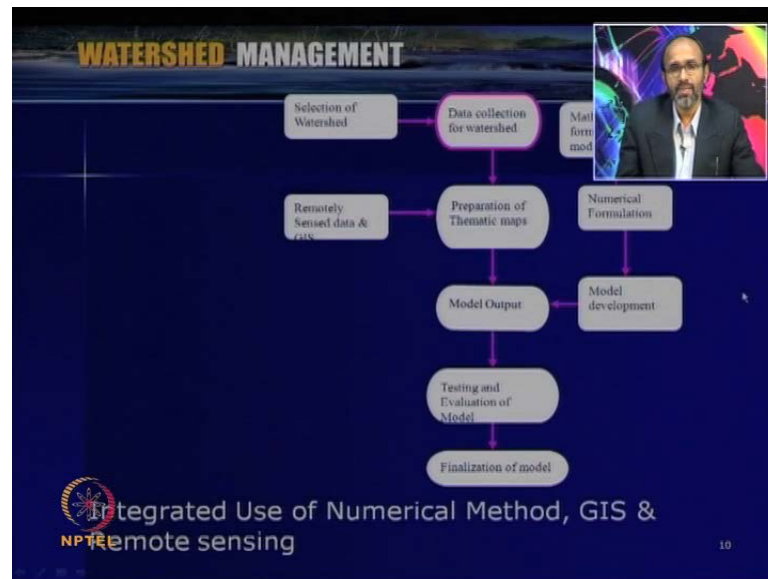 WATERSHED MANAGEMENT
Selection of
Watershed
Data collection
for watershed
Remotely
Sensed data &
GIS
Preparation of
Thematic maps
Numerical
Formulation
Model Output
Model
development
Testing and
Evaluation of
Model
Finalization of model
Integrated Use of Numerical Method, GIS &
Remote sensing
NPTEL
10